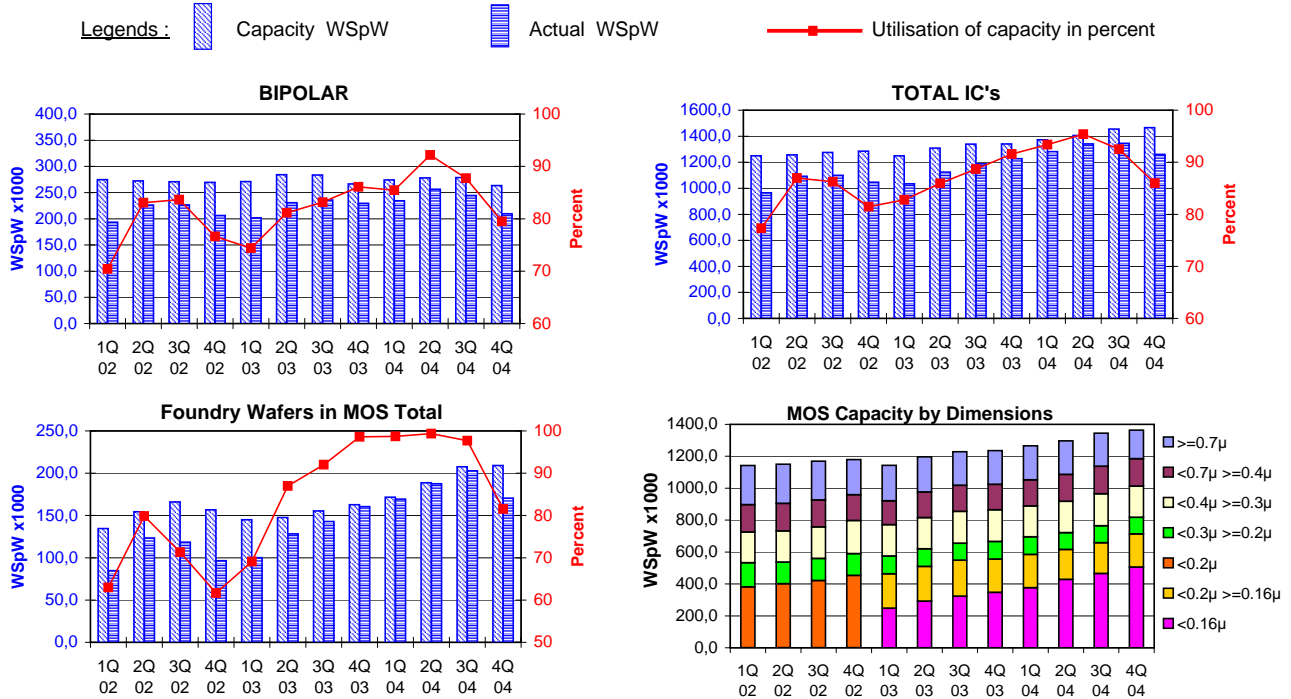 Legends : Capacity WSpW Actual WSpW Utilisation of capacity in percent
BIPOLAR
400,0
350,0
300,0
250,0
200,0
150,0
100,0
50,0
0,0
WSpW x1000
100
90
80
70
60
Percent
1Q 2Q 3Q 4Q 1Q 2Q 3Q 4Q 1Q 2Q 3Q 4Q
02 02 02 02 03 03 03 03 04 04 04 04
TOTAL IC's
1600,0
1400,0
1200,0
1000,0
800,0
600,0
400,0
200,0
0,0
WSpW x1000
100
90
80
70
60
Percent
1Q 2Q 3Q 4Q 1Q 2Q 3Q 4Q 1Q 2Q 3Q 4Q
02 02 02 02 03 03 03 03 04 04 04 04
Foundry Wafers in MOS Total
250,0
200,0
150,0
100,0
50,0
0,0
WSpW x1000
100
90
80
70
60
50
Percent
1Q 2Q 3Q 4Q 1Q 2Q 3Q 4Q 1Q 2Q 3Q 4Q
02 02 02 02 03 03 03 03 04 04 04 04
MOS Capacity by Dimensions
1400,0
1200,0
1000,0
800,0
600,0
400,0
200,0
0,0
WSpW x1000
1Q 2Q 3Q 4Q 1Q 2Q 3Q 4Q 1Q 2Q 3Q 4Q
02 02 02 02 03 03 03 03 04 04 04 04
>=0.7µ
<0.7µ >=0.4µ
<0.4µ >=0.3µ
<0.3µ >=0.2µ
<0.2µ
<0.2µ >=0.16µ
<0.16µ